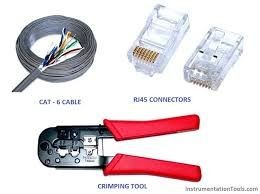 CAT - 6 CABLE
RJ45 CONNECTORS
CRIMPING TOOL
InstrumentationTools.com